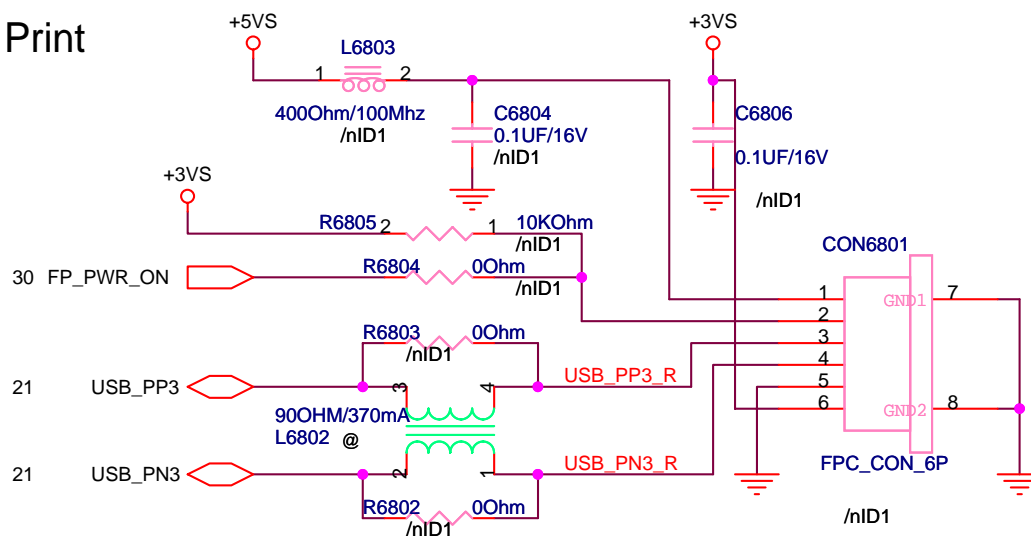 Print
+5VS
+3VS
L6803
1 2
400Ohm/100Mhz
/nID1
C6804
0.1UF/16V
/nID1
C6806
0.1UF/16V
/nID1
+3VS
R6805 2 1 10KOhm
/nID1
30 FP_PWR_ON
R6804 0Ohm
/nID1
CON6801
1
2
3
4
5
6
GND1
GND2
7
8
FPC_CON_6P
/nID1
R6803 0Ohm
/nID1
21 USB_PP3
3 4
USB_PP3_R
90OHM/370mA
L6802 @
21 USB_PN3
2 1
USB_PN3_R
R6802 0Ohm
/nID1